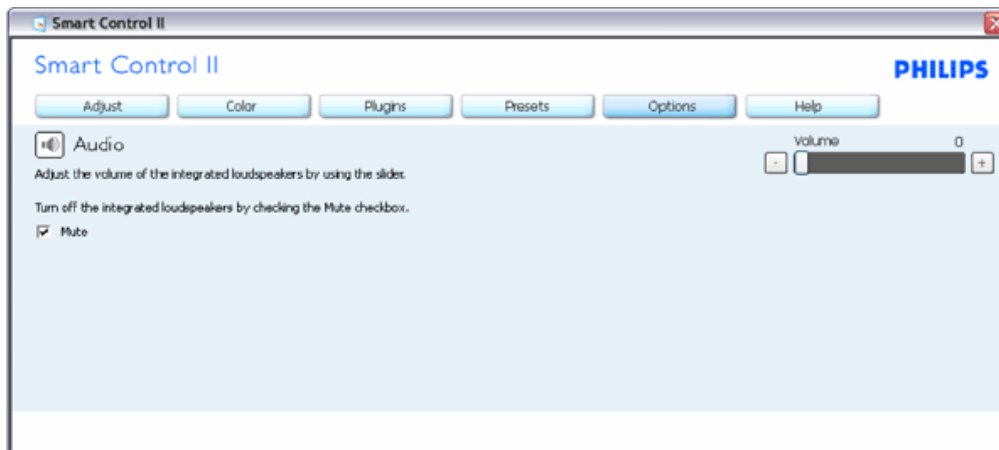 Smart Control II
Smart Control II
PHILIPS
Adjust Color Plugins Presets Options Help
Audio
Volume 0
- +
Adjust the volume of the integrated loudspeakers by using the slider.
Turn off the integrated loudspeakers by checking the Mute checkbox.
Mute